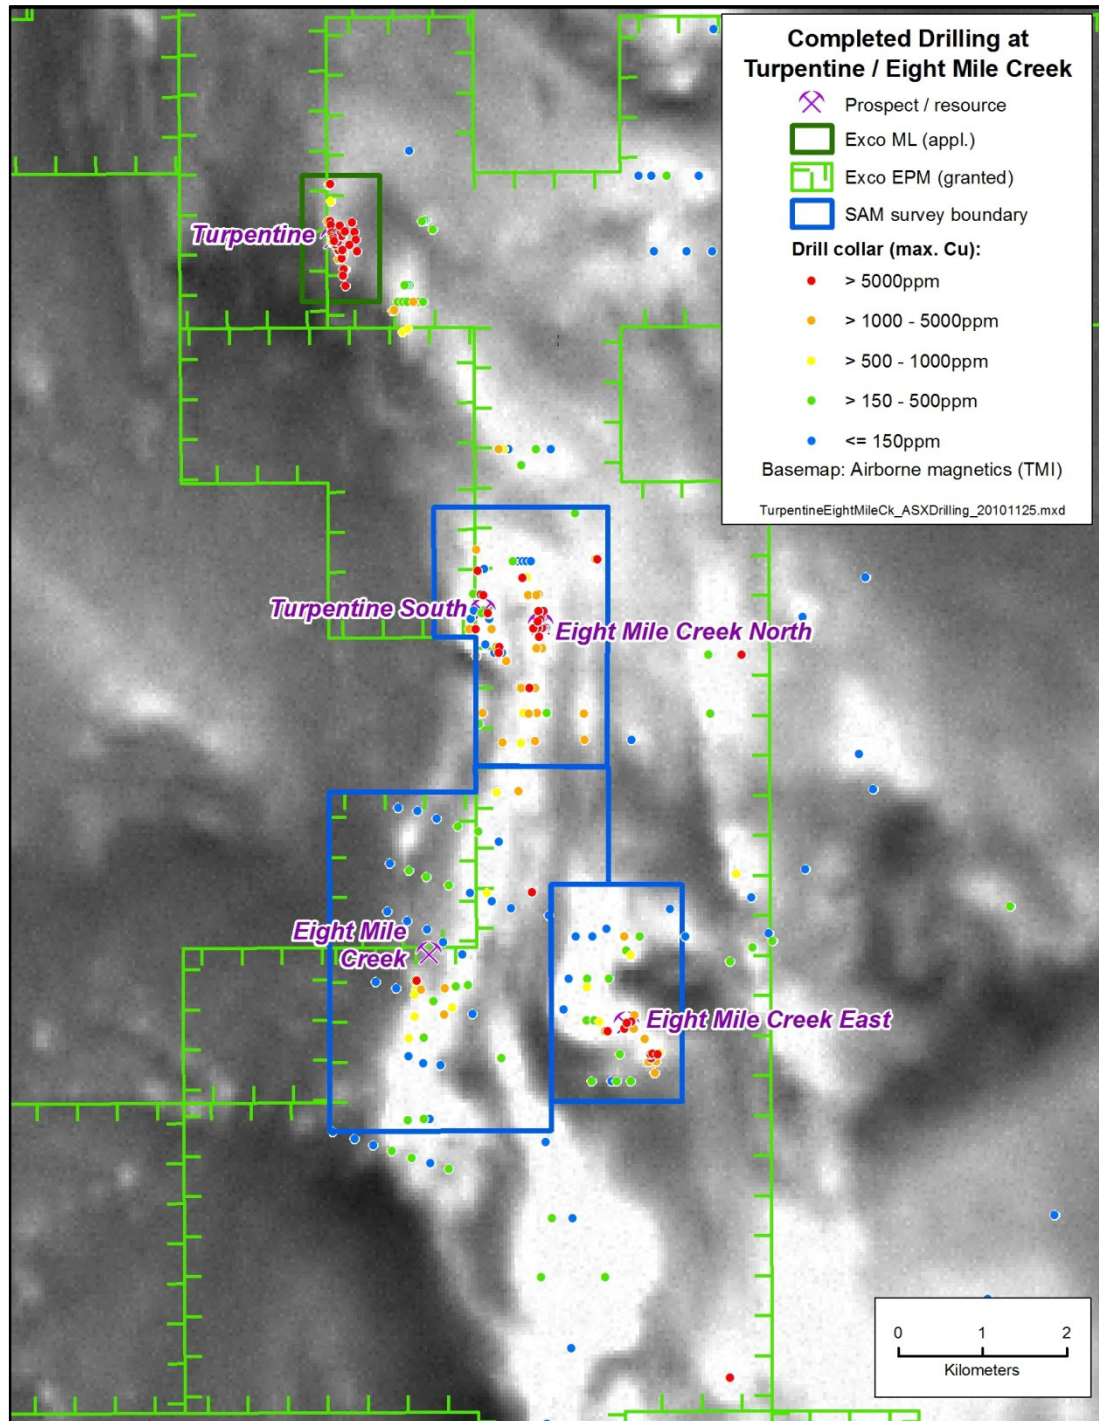 Completed Drilling at
Turpentine / Eight Mile Creek
Prospect / resource
Exco ML (appl.)
Exco EPM (granted)
SAM survey boundary
Drill collar (max. Cu):
> 5000ppm
> 1000 - 5000ppm
> 500 - 1000ppm
> 150 - 500ppm
<= 150ppm
Basemap: Airborne magnetics (TMI)
TurpentineEightMileCk_ASXDrilling_20101125.mxd
Turpentine
Turpentine South
Eight Mile Creek North
Eight Mile
Creek
Eight Mile Creek East
0 1 2
Kilometers